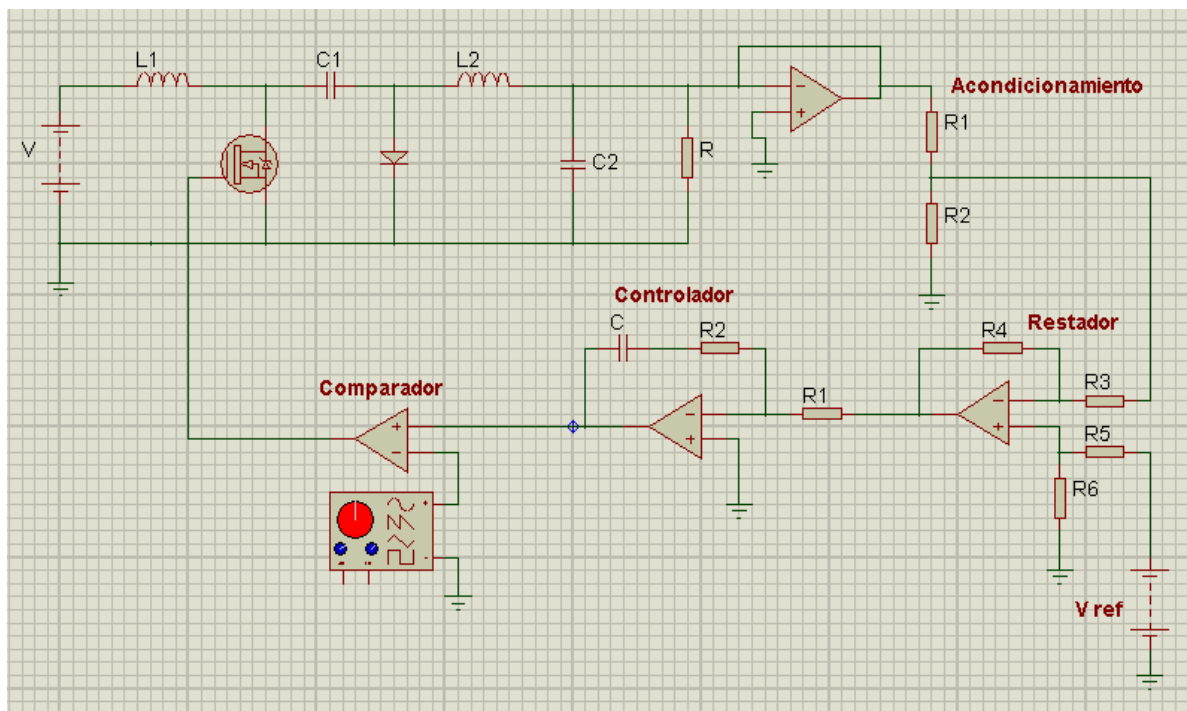 L1
C1
L2
Acondicionamiento
R1
V
C2
R
R2
Controlador
C
R2
Restador
R4
Comparador
R1
R3
R5
R6
V ref